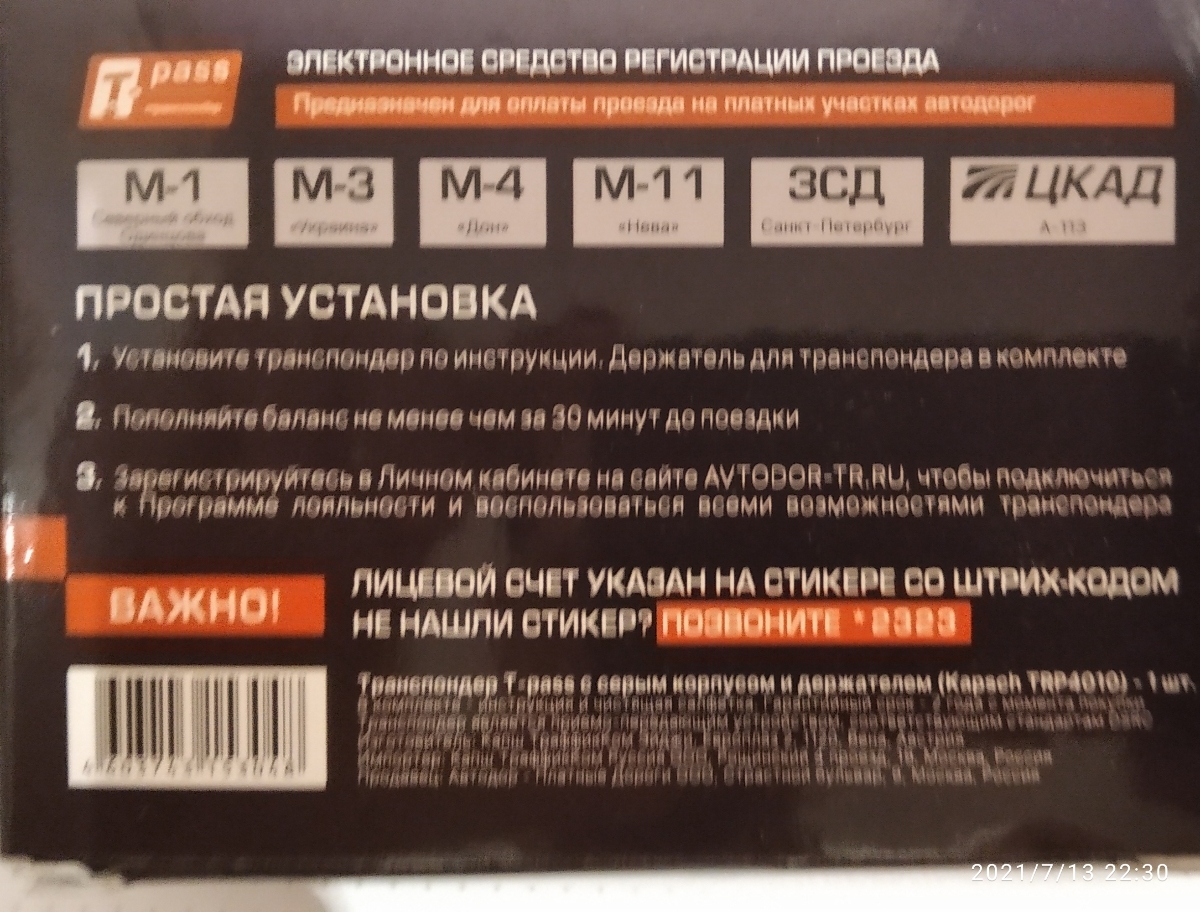 T pass
ЭЛЕКТРОННОЕ СРЕДСТВО РЕГИСТРАЦИИ ПРОЕЗДА
Предназначен для оплаты проезда на платных участках автодорог
М-1
Северный обход
Одинцова
М-3
«Украина»
М-4
«Дон»
М-11
«Нева»
ЗСД
Санкт-Петербург
ЦКАД
А-113
ПРОСТАЯ УСТАНОВКА
1. Установите транспондер по инструкции. Держатель для транспондера в комплекте
2. Пополняйте баланс не менее чем за 30 минут до поездки
3. Зарегистрируйтесь в Личном кабинете на сайте AVTODOR-TR.RU, чтобы подключиться
к Программе лояльности и воспользоваться всеми возможностями транспондера
ВАЖНО!
ЛИЦЕВОЙ СЧЕТ УКАЗАН НА СТИКЕРЕ СО ШТРИХ-КОДОМ
НЕ НАШЛИ СТИКЕР? ПОЗВОНИТЕ *2323
Транспондер T-pass с серым корпусом и держателем (Kapsch TRP4010) - 1 шт.
2021/7/13 22:30